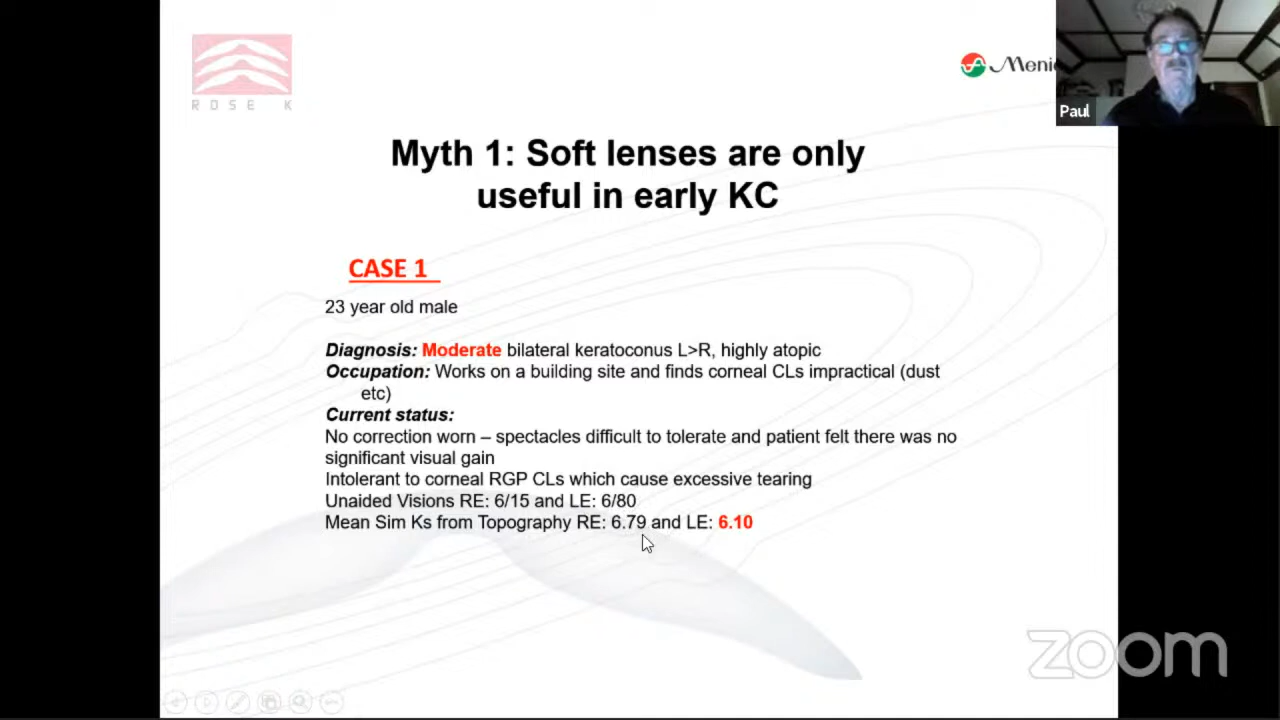 ROSE K
Paul
Myth 1: Soft lenses are only
useful in early KC
CASE 1
23 year old male
Diagnosis: Moderate bilateral keratoconus L>R, highly atopic
Occupation: Works on a building site and finds corneal CLs impractical (dust
etc)
Current status:
No correction worn – spectacles difficult to tolerate and patient felt there was no
significant visual gain
Intolerant to corneal RGP CLs which cause excessive tearing
Unaided Visions RE: 6/15 and LE: 6/80
Mean Sim Ks from Topography RE: 6.79 and LE: 6.10
zoom